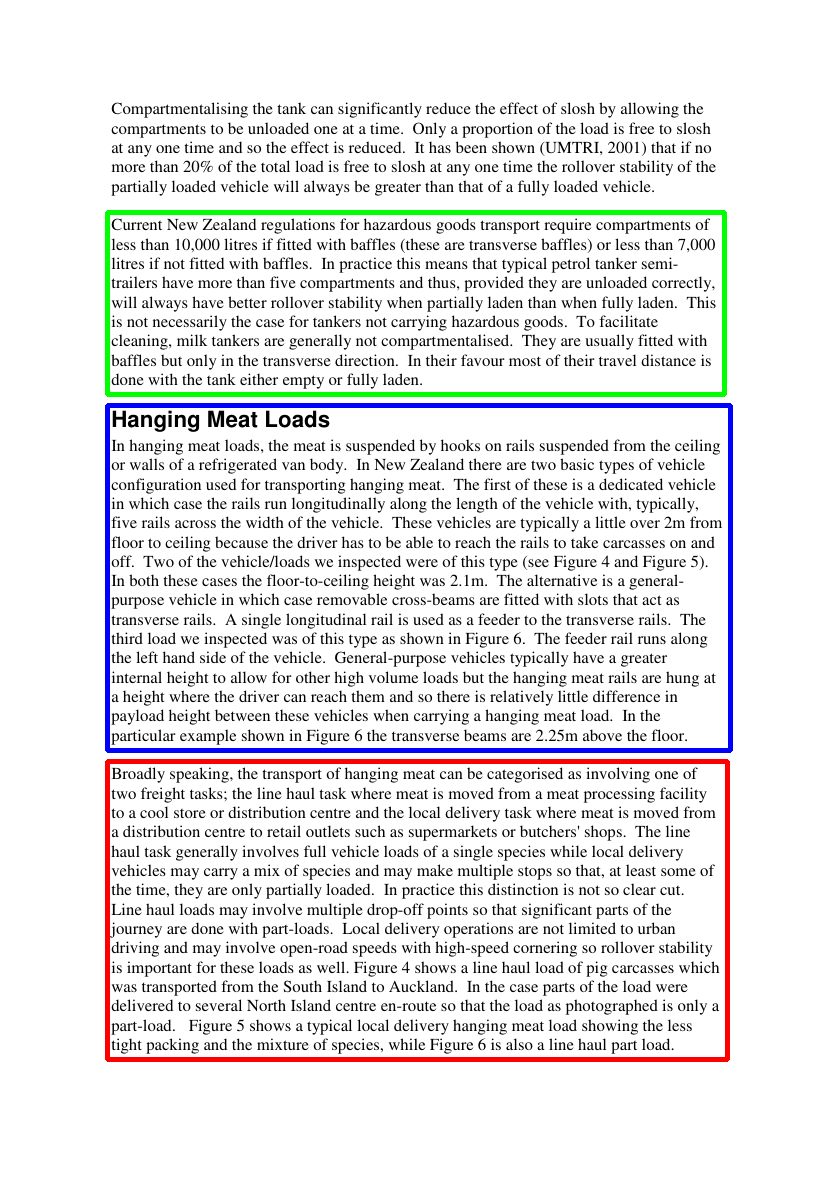 Compartmentalising the tank can significantly reduce the effect of slosh by allowing the
compartments to be unloaded one at a time.  Only a proportion of the load is free to slosh
at any one time and so the effect is reduced.  It has been shown (UMTRI, 2001) that if no
more than 20% of the total load is free to slosh at any one time the rollover stability of the
partially loaded vehicle will always be greater than that of a fully loaded vehicle.
Current New Zealand regulations for hazardous goods transport require compartments of
less than 10,000 litres if fitted with baffles (these are transverse baffles) or less than 7,000
litres if not fitted with baffles.  In practice this means that typical petrol tanker semi-
trailers have more than five compartments and thus, provided they are unloaded correctly,
will always have better rollover stability when partially laden than when fully laden.  This
is not necessarily the case for tankers not carrying hazardous goods.  To facilitate
cleaning, milk tankers are generally not compartmentalised.  They are usually fitted with
baffles but only in the transverse direction.  In their favour most of their travel distance is
done with the tank either empty or fully laden.
Hanging Meat Loads
In hanging meat loads, the meat is suspended by hooks on rails suspended from the ceiling
or walls of a refrigerated van body.  In New Zealand there are two basic types of vehicle
configuration used for transporting hanging meat.  The first of these is a dedicated vehicle
in which case the rails run longitudinally along the length of the vehicle with, typically,
five rails across the width of the vehicle.  These vehicles are typically a little over 2m from
floor to ceiling because the driver has to be able to reach the rails to take carcasses on and
off.  Two of the vehicle/loads we inspected were of this type (see Figure 4 and Figure 5).
In both these cases the floor-to-ceiling height was 2.1m.  The alternative is a general-
purpose vehicle in which case removable cross-beams are fitted with slots that act as
transverse rails.  A single longitudinal rail is used as a feeder to the transverse rails.  The
third load we inspected was of this type as shown in Figure 6.  The feeder rail runs along
the left hand side of the vehicle.  General-purpose vehicles typically have a greater
internal height to allow for other high volume loads but the hanging meat rails are hung at
a height where the driver can reach them and so there is relatively little difference in
payload height between these vehicles when carrying a hanging meat load.  In the
particular example shown in Figure 6 the transverse beams are 2.25m above the floor.
Broadly speaking, the transport of hanging meat can be categorised as involving one of
two freight tasks; the line haul task where meat is moved from a meat processing facility
to a cool store or distribution centre and the local delivery task where meat is moved from
a distribution centre to retail outlets such as supermarkets or butchers' shops.  The line
haul task generally involves full vehicle loads of a single species while local delivery
vehicles may carry a mix of species and may make multiple stops so that, at least some of
the time, they are only partially loaded.  In practice this distinction is not so clear cut.
Line haul loads may involve multiple drop-off points so that significant parts of the
journey are done with part-loads.  Local delivery operations are not limited to urban
driving and may involve open-road speeds with high-speed cornering so rollover stability
is important for these loads as well. Figure 4 shows a line haul load of pig carcasses which
was transported from the South Island to Auckland.  In the case parts of the load were
delivered to several North Island centre en-route so that the load as photographed is only a
part-load.   Figure 5 shows a typical local delivery hanging meat load showing the less
tight packing and the mixture of species, while Figure 6 is also a line haul part load.